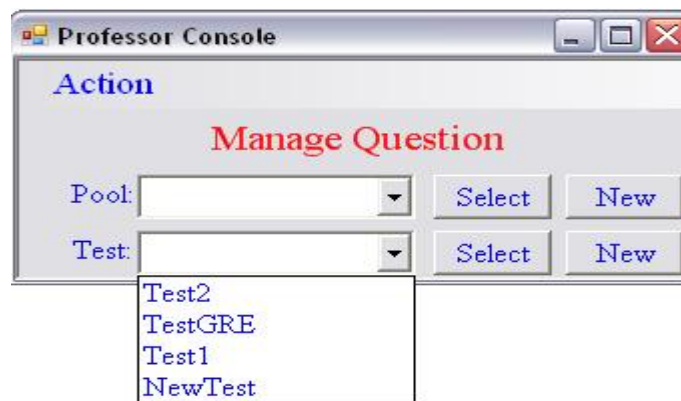 Professor Console
Action
Manage Question
Pool: Select New
Test: Select New
Test2
TestGRE
Test1
NewTest